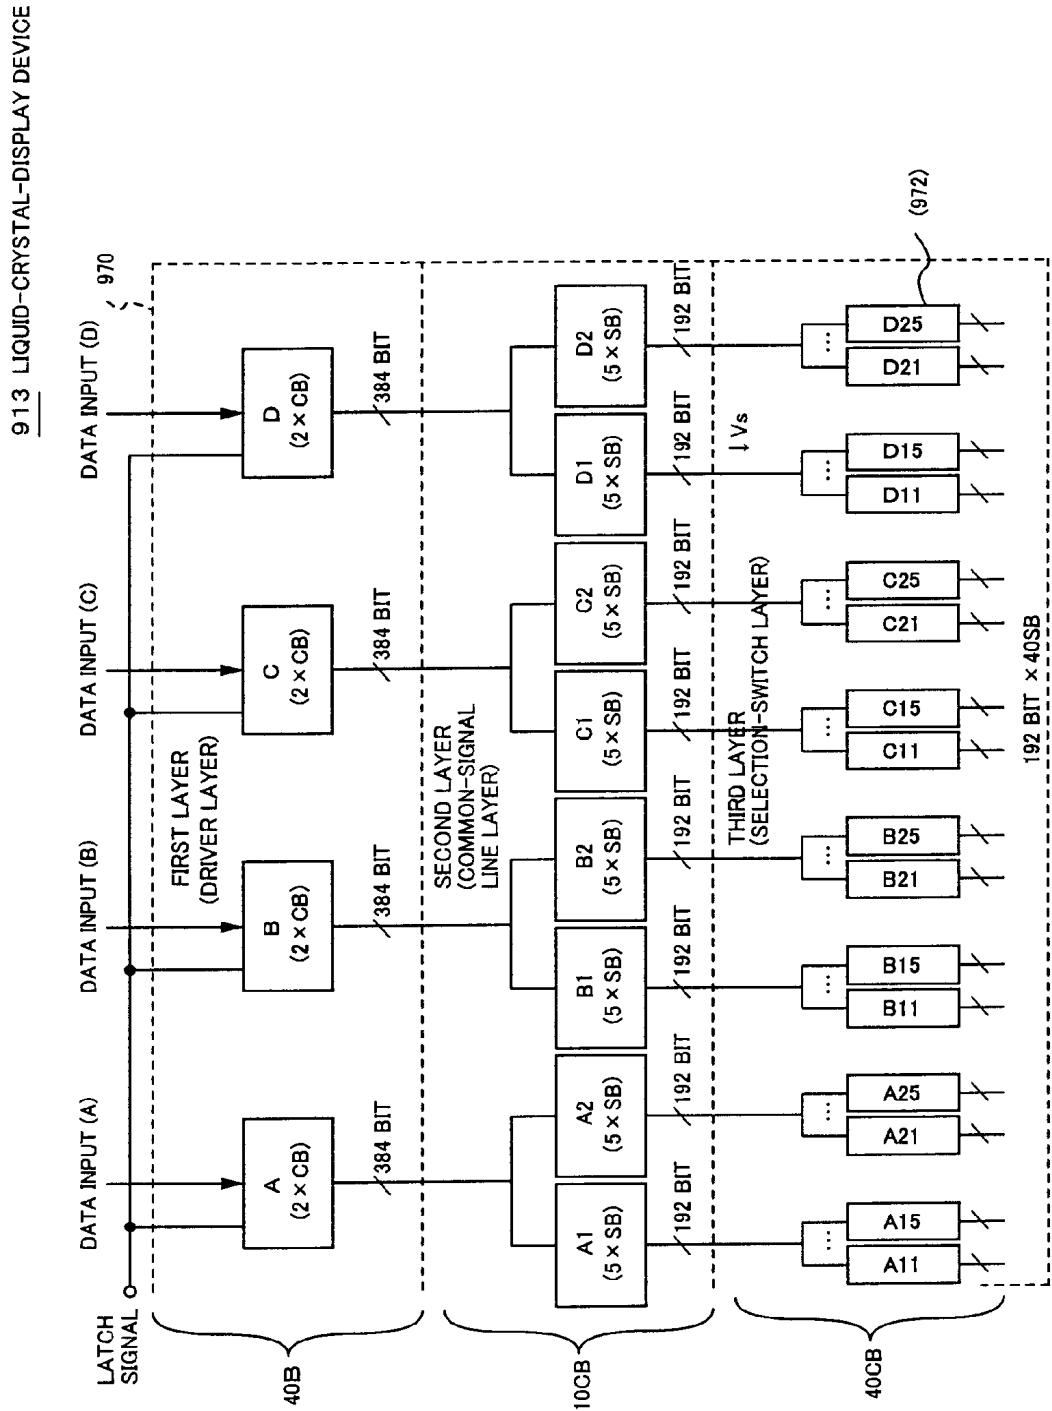 913 LIQUID-CRYSTAL-DISPLAY DEVICE
970
DATA INPUT (A)
DATA INPUT (B)
DATA INPUT (C)
DATA INPUT (D)
LATCH
SIGNAL
FIRST LAYER
(DRIVER LAYER)
A
(2 × CB)
B
(2 × CB)
C
(2 × CB)
D
(2 × CB)
384 BIT
384 BIT
384 BIT
384 BIT
40B
SECOND LAYER
(COMMON-SIGNAL
LINE LAYER)
A1
(5 × SB)
A2
(5 × SB)
B1
(5 × SB)
B2
(5 × SB)
C1
(5 × SB)
C2
(5 × SB)
D1
(5 × SB)
D2
(5 × SB)
192 BIT
192 BIT
192 BIT
192 BIT
192 BIT
192 BIT
192 BIT
192 BIT
10CB
THIRD LAYER
(SELECTION-SWITCH LAYER)
↓Vs
...
...
...
...
...
...
...
...
A11
A15
A21
A25
B11
B15
B21
B25
C11
C15
C21
C25
D11
D15
D21
D25
(972)
40CB
192 BIT × 40SB